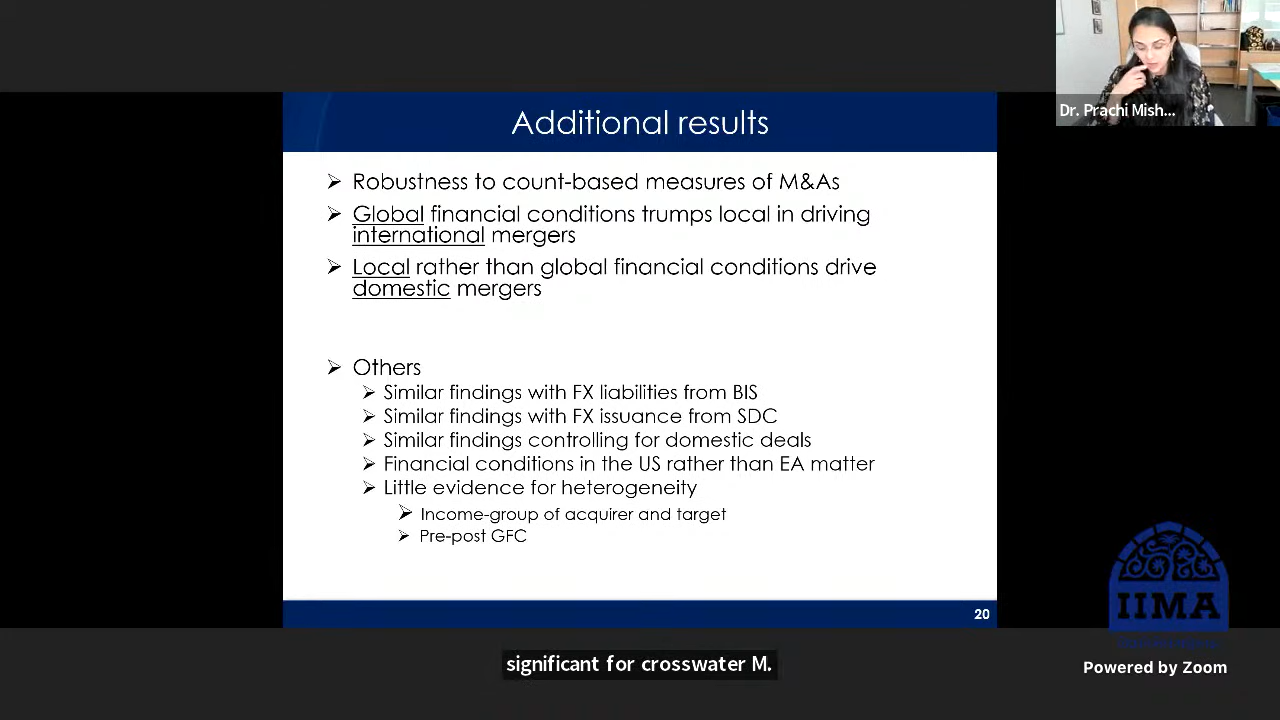 Dr. Prachi Mish...
Additional results
Robustness to count-based measures of M&As
Global financial conditions trumps local in driving
international mergers
Local rather than global financial conditions drive
domestic mergers
Others
Similar findings with FX liabilities from BIS
Similar findings with FX issuance from SDC
Similar findings controlling for domestic deals
Financial conditions in the US rather than EA matter
Little evidence for heterogeneity
Income-group of acquirer and target
Pre-post GFC
20
IIMA
significant for crosswater M.
Powered by Zoom